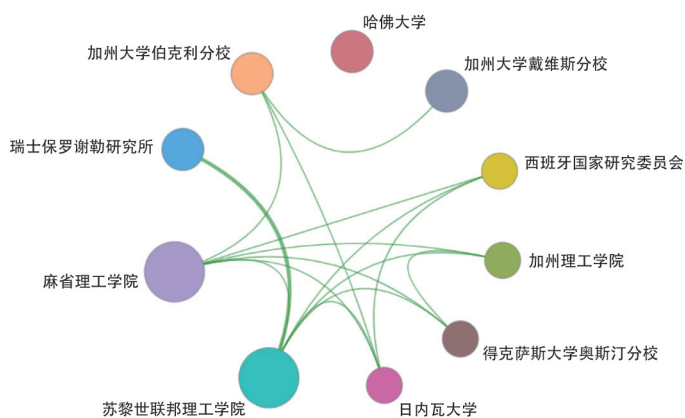 哈佛大学
加州大学伯克利分校
加州大学戴维斯分校
瑞士保罗谢勒研究所
西班牙国家研究委员会
加州理工学院
麻省理工学院
得克萨斯大学奥斯汀分校
苏黎世联邦理工学院
日内瓦大学